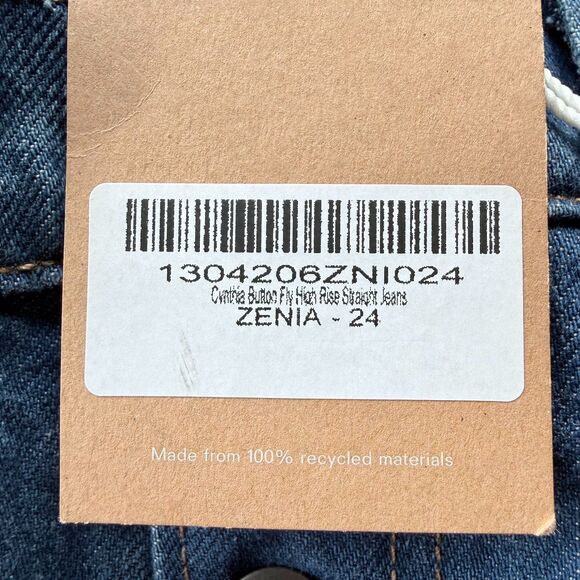 1304206ZNI024
Cynthia Button Fly High Rise Straight Jeans
ZENIA - 24
Made from 100% recycled materials